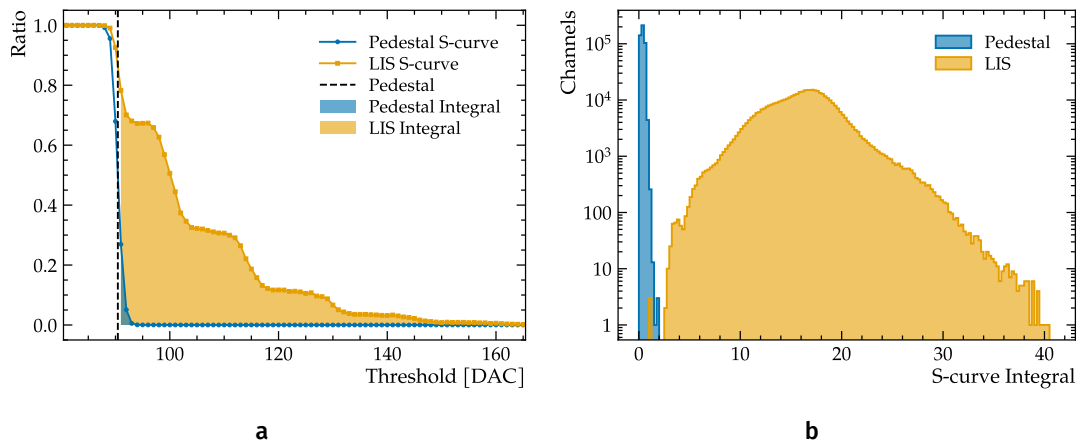 Ratio
1.0
0.8
0.6
0.4
0.2
0.0
100
120
140
160
Threshold [DAC]
Pedestal S-curve
LIS S-curve
Pedestal
Pedestal Integral
LIS Integral
a
Channels
10⁵
10⁴
10³
100
10
1
0
10
20
30
40
S-curve Integral
Pedestal
LIS
b